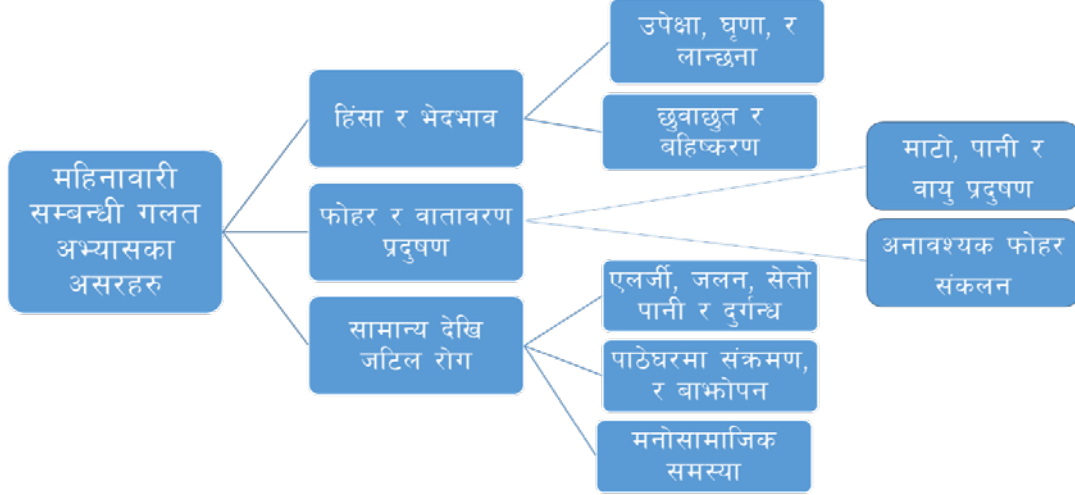 महिनावारी
सम्बन्धी गलत
अभ्यासका
असरहरु
हिंसा र भेदभाव
उपेक्षा, घृणा, र
लान्छना
छुवाछुत र
बहिष्करण
फोहर र वातावरण
प्रदुषण
माटो, पानी र
वायु प्रदुषण
अनावश्यक फोहर
संकलन
सामान्य देखि
जटिल रोग
एलर्जी, जलन, सेतो
पानी र दुर्गन्ध
पाठेघरमा संक्रमण,
र बाझोपन
मनोसामाजिक
समस्या